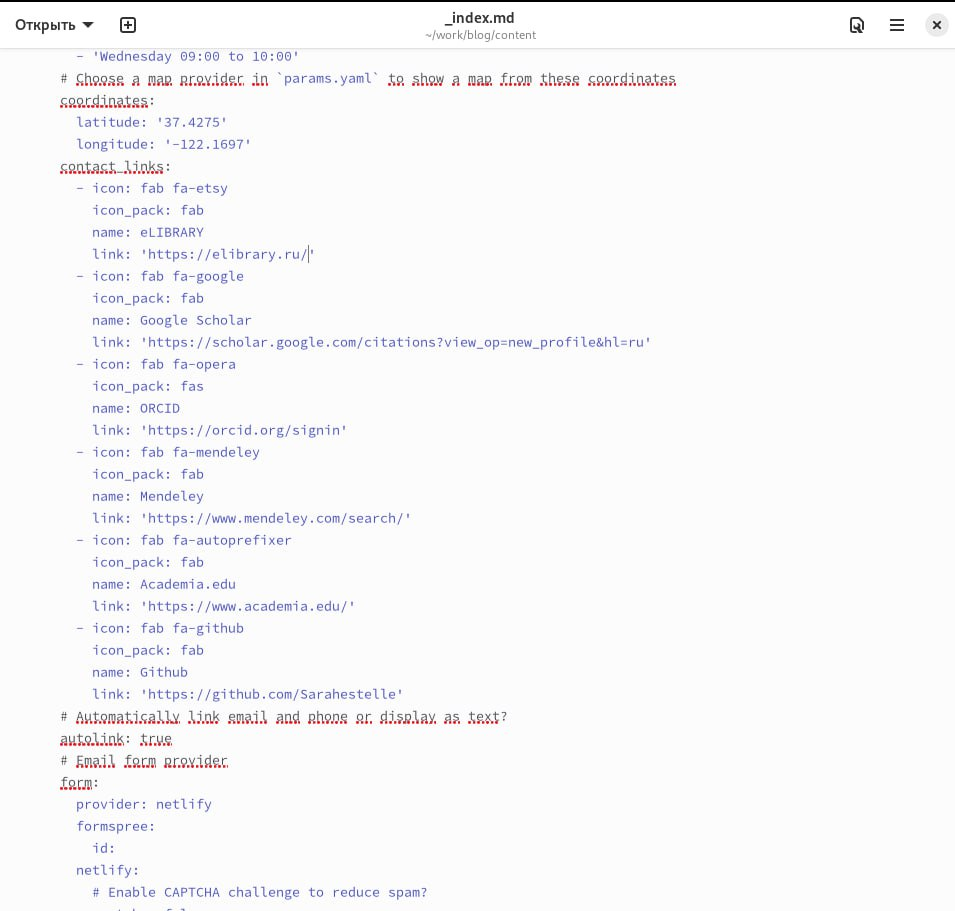 Открыть
_index.md
~/work/blog/content
- 'Wednesday 09:00 to 10:00'
# Choose a map provider in `params.yaml` to show a map from these coordinates
coordinates:
  latitude: '37.4275'
  longitude: '-122.1697'
contact_links:
  - icon: fab fa-etsy
    icon_pack: fab
    name: eLIBRARY
    link: 'https://elibrary.ru/'
  - icon: fab fa-google
    icon_pack: fab
    name: Google Scholar
    link: 'https://scholar.google.com/citations?view_op=new_profile&hl=ru'
  - icon: fab fa-opera
    icon_pack: fas
    name: ORCID
    link: 'https://orcid.org/signin'
  - icon: fab fa-mendeley
    icon_pack: fab
    name: Mendeley
    link: 'https://www.mendeley.com/search/'
  - icon: fab fa-autoprefixer
    icon_pack: fab
    name: Academia.edu
    link: 'https://www.academia.edu/'
  - icon: fab fa-github
    icon_pack: fab
    name: Github
    link: 'https://github.com/Sarahestelle'
# Automatically link email and phone or display as text?
autolink: true
# Email form provider
form:
  provider: netlify
  formspree:
    id:
  netlify:
    # Enable CAPTCHA challenge to reduce spam?